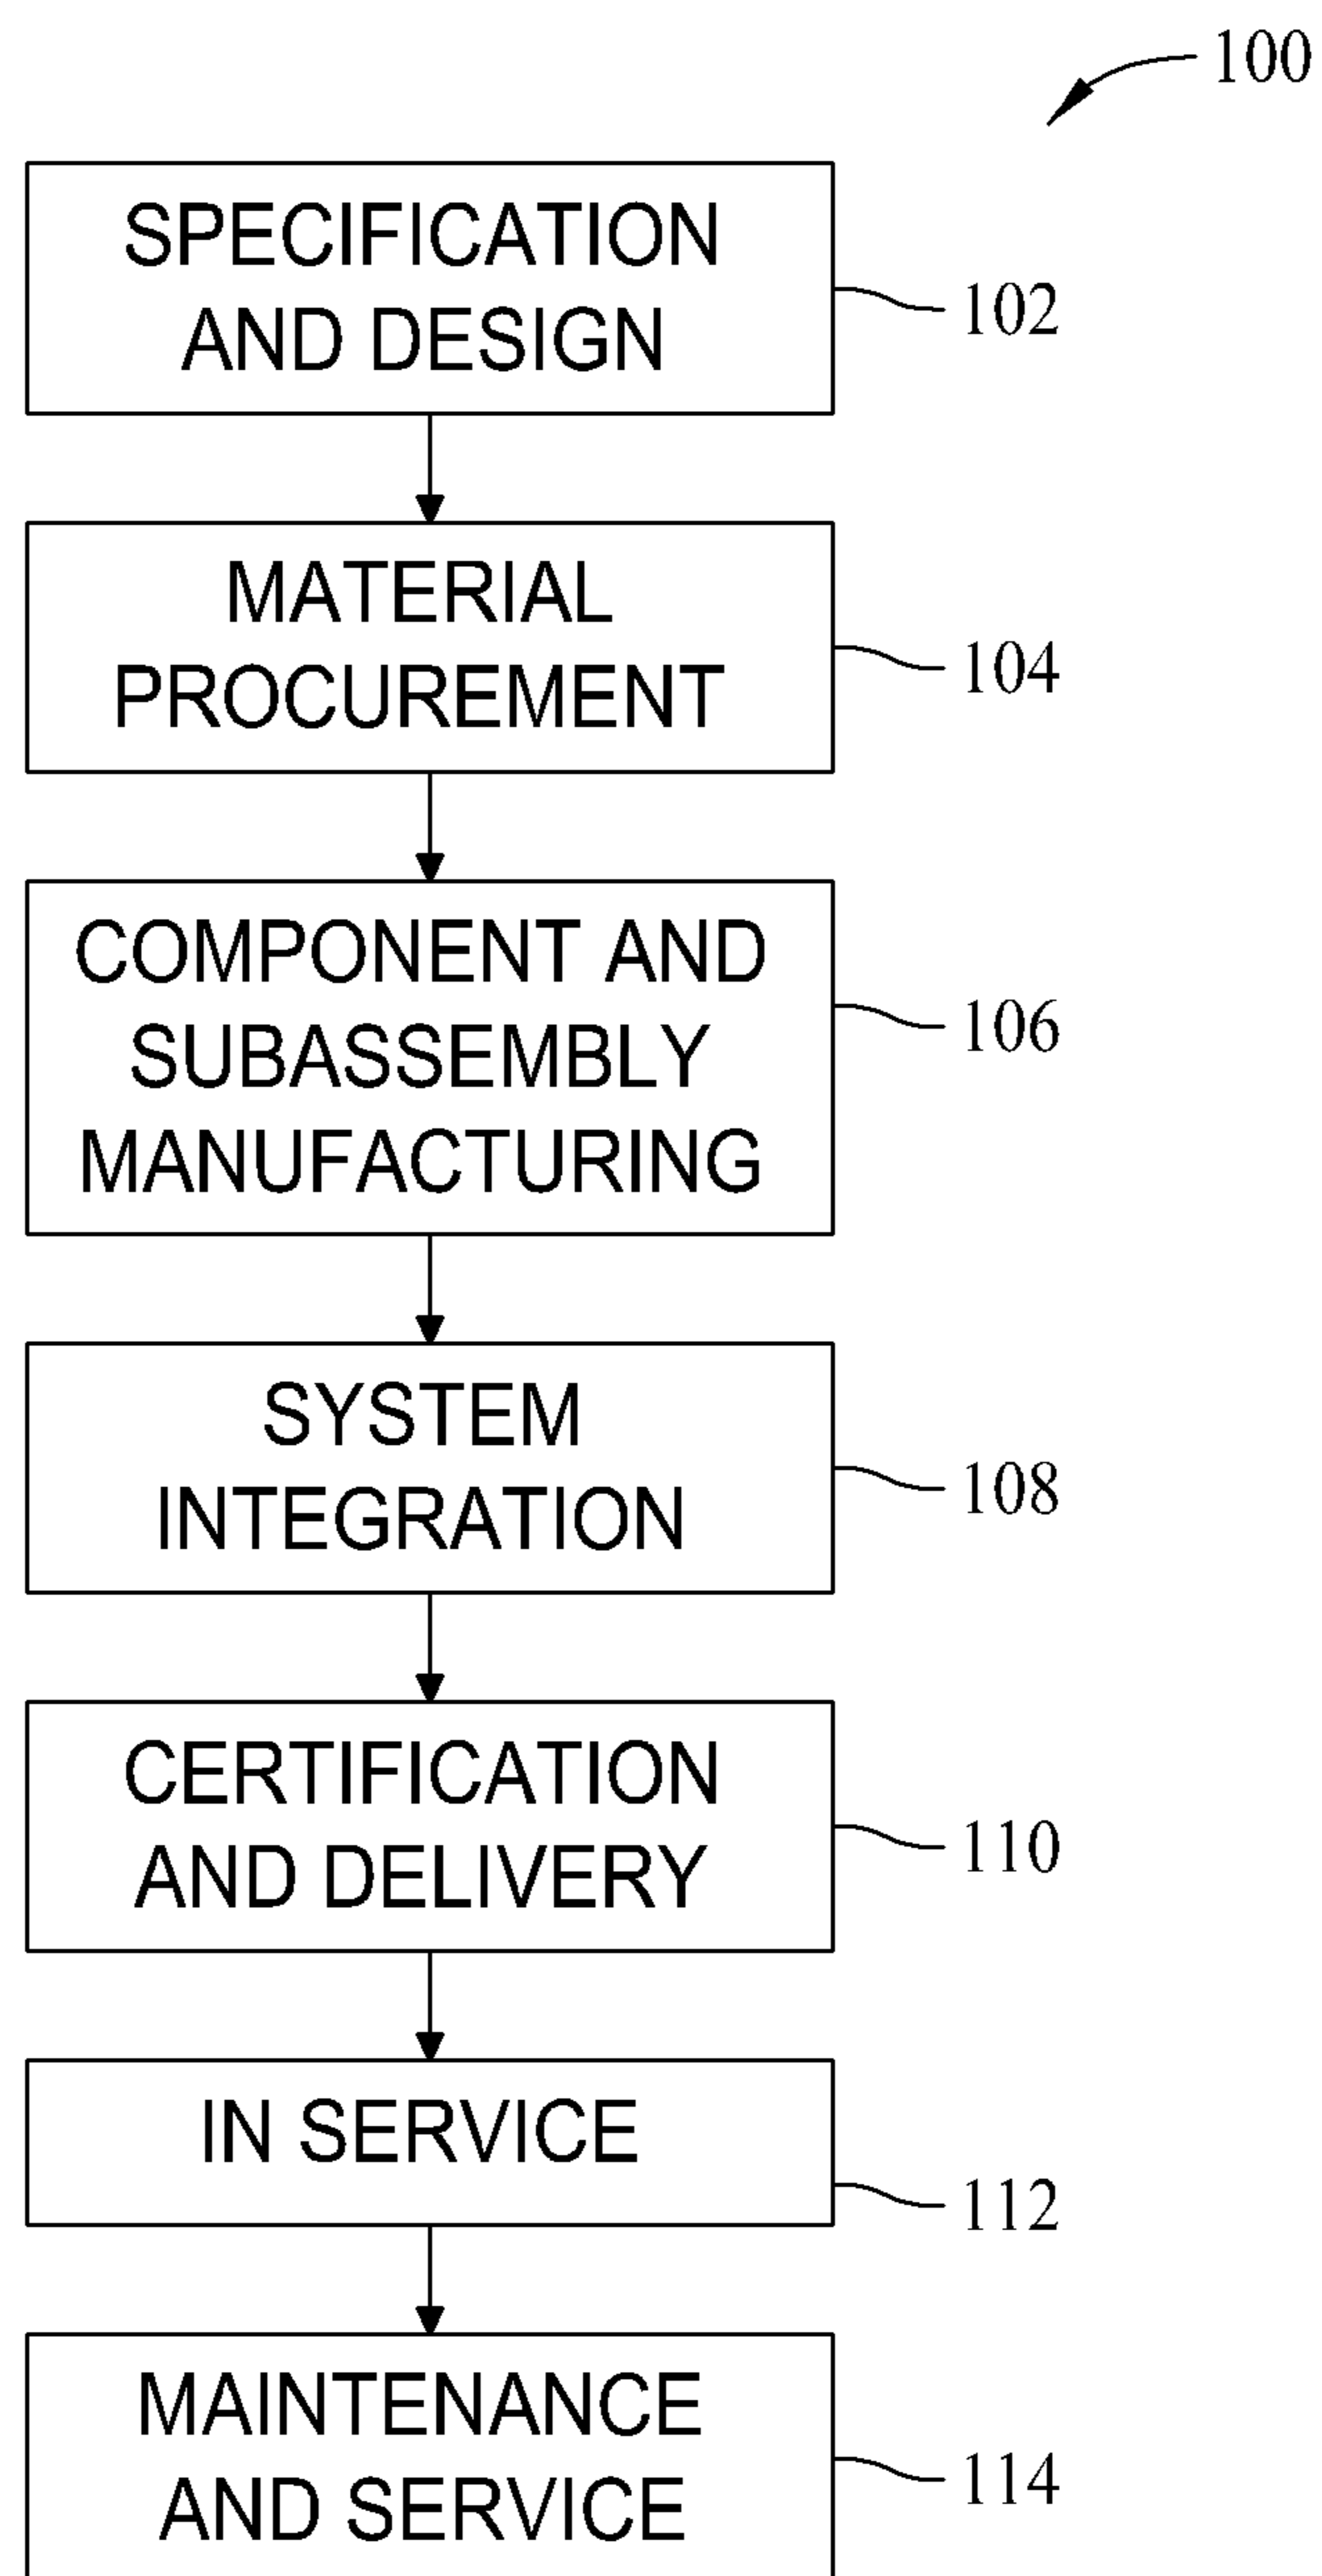 100
SPECIFICATION
AND DESIGN
102
MATERIAL
PROCUREMENT
104
COMPONENT AND
SUBASSEMBLY
MANUFACTURING
106
SYSTEM
INTEGRATION
108
CERTIFICATION
AND DELIVERY
110
IN SERVICE
112
MAINTENANCE
AND SERVICE
114